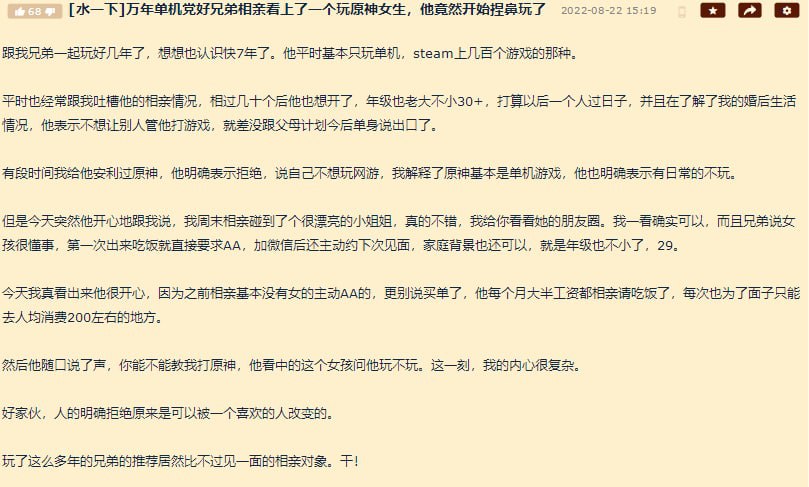 68
[水一下]万年单机党好兄弟相亲看上了一个玩原神女生，他竟然开始捏鼻玩了
2022-08-22 15:19
跟我兄弟一起玩好几年了，想想也认识快7年了。他平时基本只玩单机，steam上几百个游戏的那种。
平时也经常跟我吐槽他的相亲情况，相过几十个后他也想开了，年级也老大不小30+，打算以后一个人过日子，并且在了解了我的婚后生活
情况，他表示不想让别人管他打游戏，就差没跟父母计划今后单身说出口了。
有段时间我给他安利过原神，他明确表示拒绝，说自己不想玩网游，我解释了原神基本是单机游戏，他也明确表示有日常的不玩。
但是今天突然他开心地跟我说，我周末相亲碰到了个很漂亮的小姐姐，真的不错，我给你看看她的朋友圈。我一看确实可以，而且兄弟说女
孩很懂事，第一次出来吃饭就直接要求AA，加微信后还主动约下次见面，家庭背景也还可以，就是年级也不小了，29。
今天我真看出来他很开心，因为之前相亲基本没有女的主动AA的，更别说买单了，他每个月大半工资都相亲请吃饭了，每次也为了面子只能
去人均消费200左右的地方。
然后他随口说了声，你能不能教我打原神，他看中的这个女孩问他玩不玩。这一刻，我的内心很复杂。
好家伙，人的明确拒绝原来是可以被一个喜欢的人改变的。
玩了这么多年的兄弟的推荐居然比不过见一面的相亲对象。干！